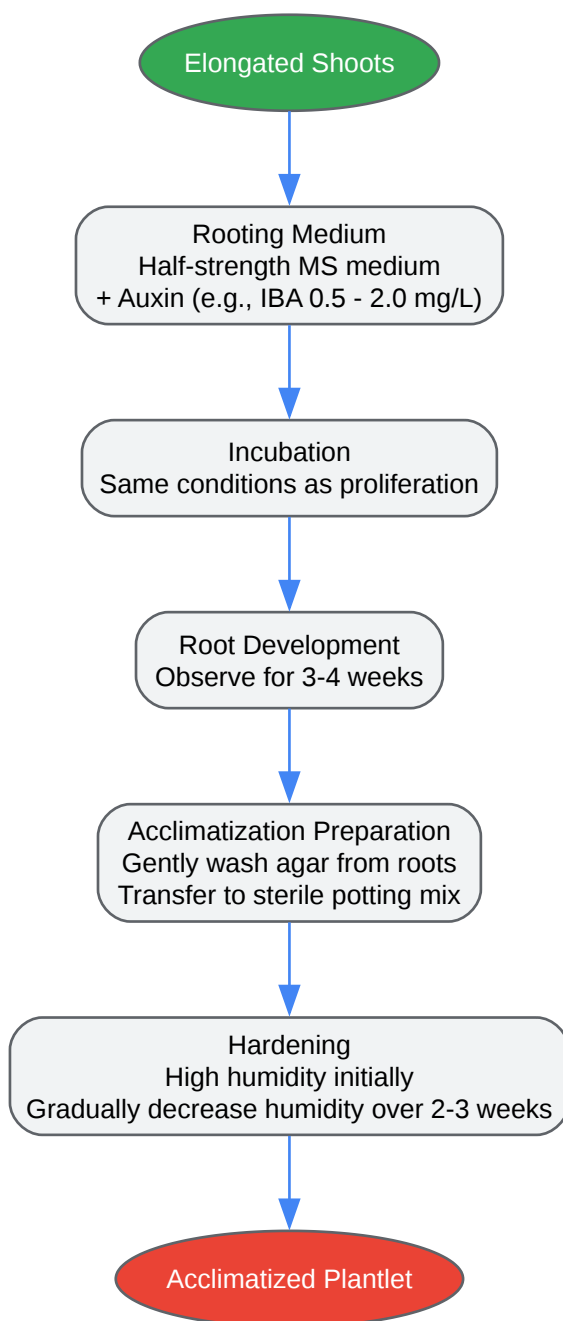 Elongated Shoots
Rooting Medium
Half-strength MS medium
+ Auxin (e.g., IBA 0.5 - 2.0 mg/L)
Incubation
Same conditions as proliferation
Root Development
Observe for 3-4 weeks
Acclimatization Preparation
Gently wash agar from roots
Transfer to sterile potting mix
Hardening
High humidity initially
Gradually decrease humidity over 2-3 weeks
Acclimatized Plantlet